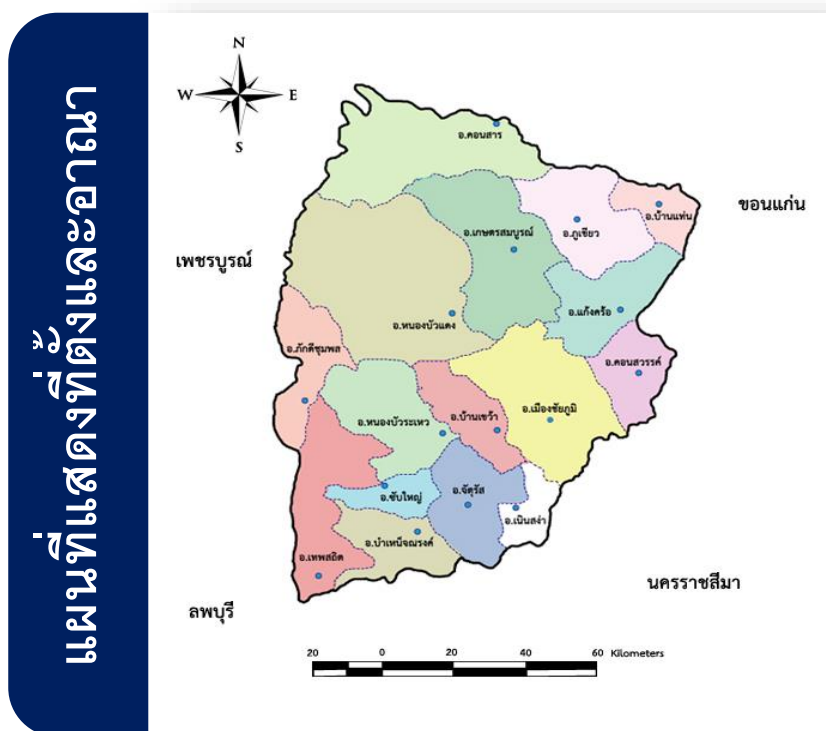 แผนที่แสดงที่ตั้งและอาณา
N
W E
S
อ.คอนสาร
ขอนแก่น
อ.บ้านแท่น
อ.ภูเขียว
อ.เกษตรสมบูรณ์
เพชรบูรณ์
อ.แก้งคร้อ
อ.หนองบัวแดง
อ.ภักดีชุมพล
อ.คอนสวรรค์
อ.หนองบัวระเหว
อ.บ้านเขว้า
อ.เมืองชัยภูมิ
อ.ซับใหญ่
อ.จัตุรัส
อ.เนินสง่า
อ.บำเหน็จณรงค์
อ.เทพสถิต
นครราชสีมา
ลพบุรี
20 0 20 40 60 Kilometers